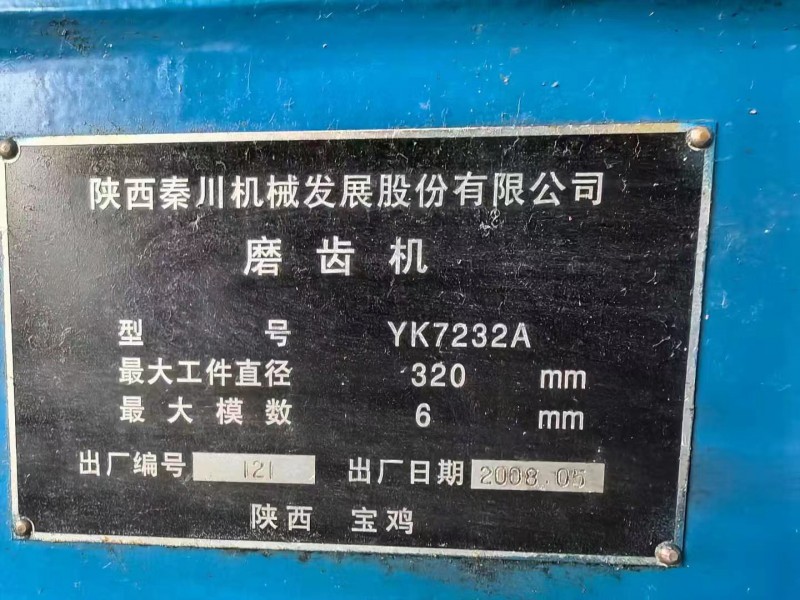 陕西秦川机械发展股份有限公司
磨齿机
型号 YK7232A
最大工件直径 320 mm
最大模数 6 mm
出厂编号 121 出厂日期 2008.05
陕西 宝鸡